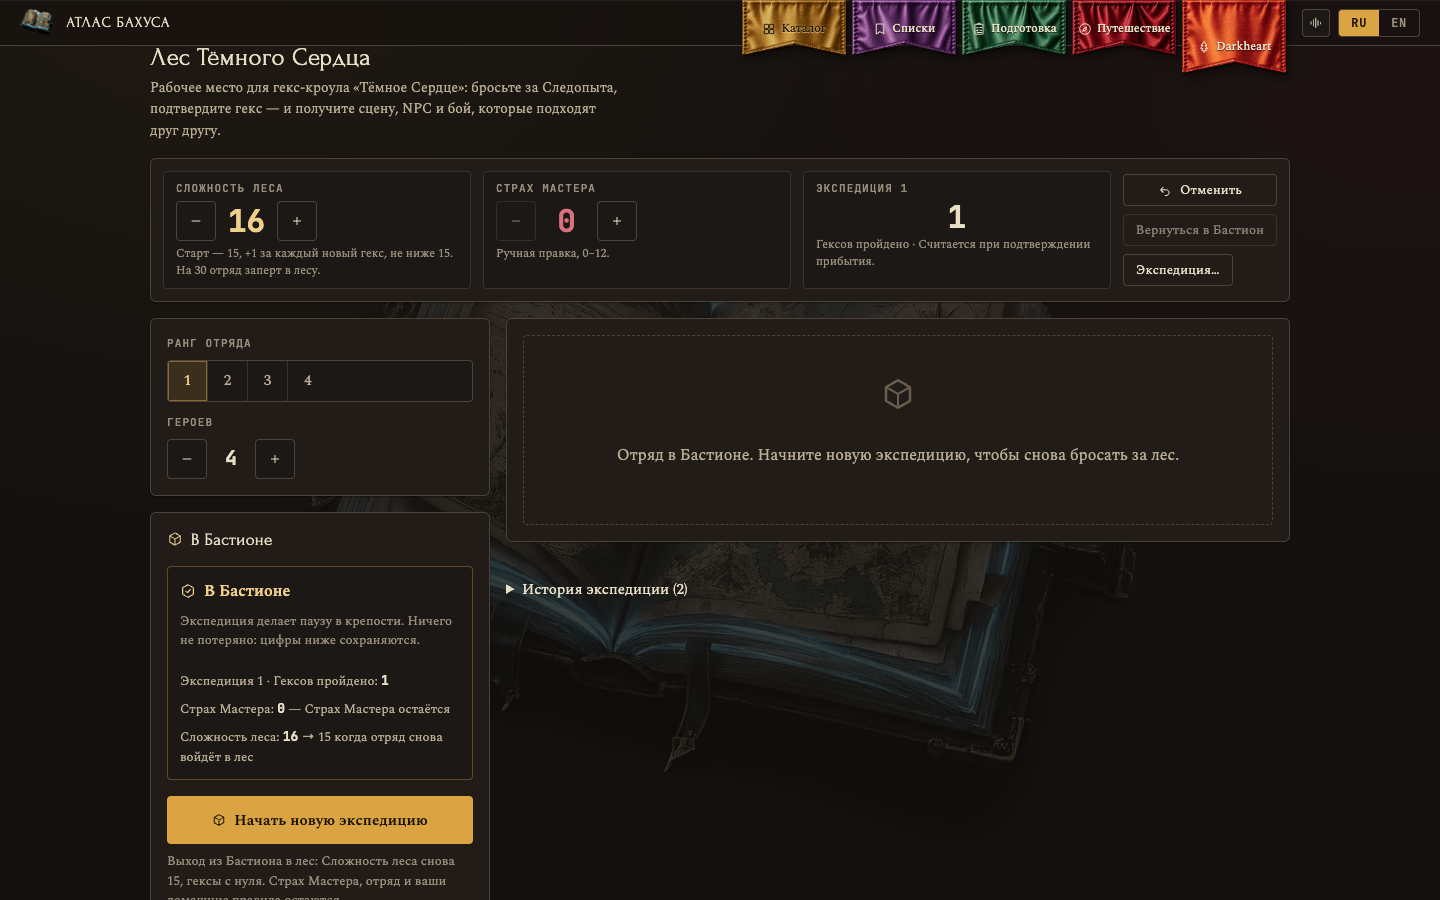 АТЛАС БАХУСА
Каталог
Списки
Подготовка
Путешествие
Darkheart
RU
EN
Лес Тёмного Сердца
Рабочее место для гекс-кроула «Тёмное Сердце»: бросьте за Следопыта,
подтвердите гекс — и получите сцену, NPC и бой, которые подходят
друг другу.
СЛОЖНОСТЬ ЛЕСА
− 16 +
Старт — 15, +1 за каждый новый гекс, не ниже 15.
На 30 отряд заперт в лесу.
СТРАХ МАСТЕРА
− 0 +
Ручная правка, 0–12.
ЭКСПЕДИЦИЯ 1
1
Гексов пройдено · Считается при подтверждении
прибытия.
Отменить
Вернуться в Бастион
Экспедиция…
РАНГ ОТРЯДА
1 2 3 4
ГЕРОЕВ
− 4 +
Отряд в Бастионе. Начните новую экспедицию, чтобы снова бросать за лес.
История экспедиции (2)
В Бастионе
В Бастионе
Экспедиция делает паузу в крепости. Ничего
не потеряно: цифры ниже сохраняются.
Экспедиция 1 · Гексов пройдено: 1
Страх Мастера: 0 — Страх Мастера остаётся
Сложность леса: 16 → 15 когда отряд снова
войдёт в лес
Начать новую экспедицию
Выход из Бастиона в лес: Сложность леса снова
15, гексы с нуля. Страх Мастера, отряд и ваши
домашние правила остаются.